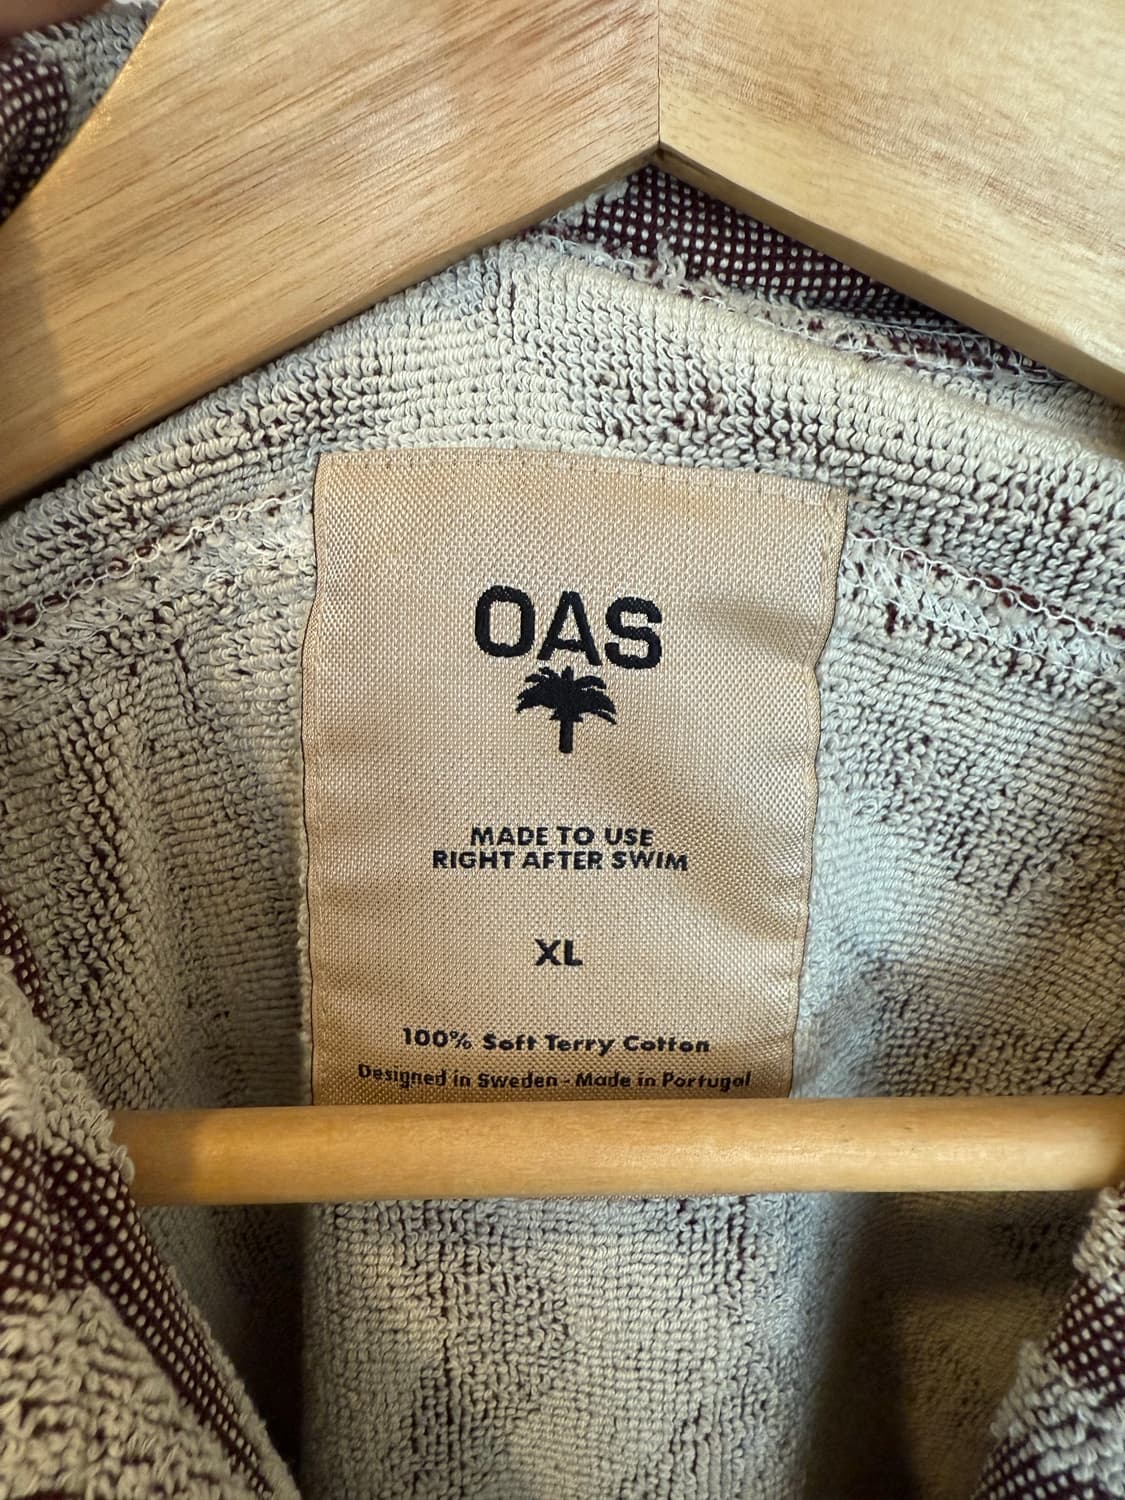 OAS
MADE TO USE
RIGHT AFTER SWIM
XL
100% Soft Terry Cotton
Designed in Sweden - Made in Portugal